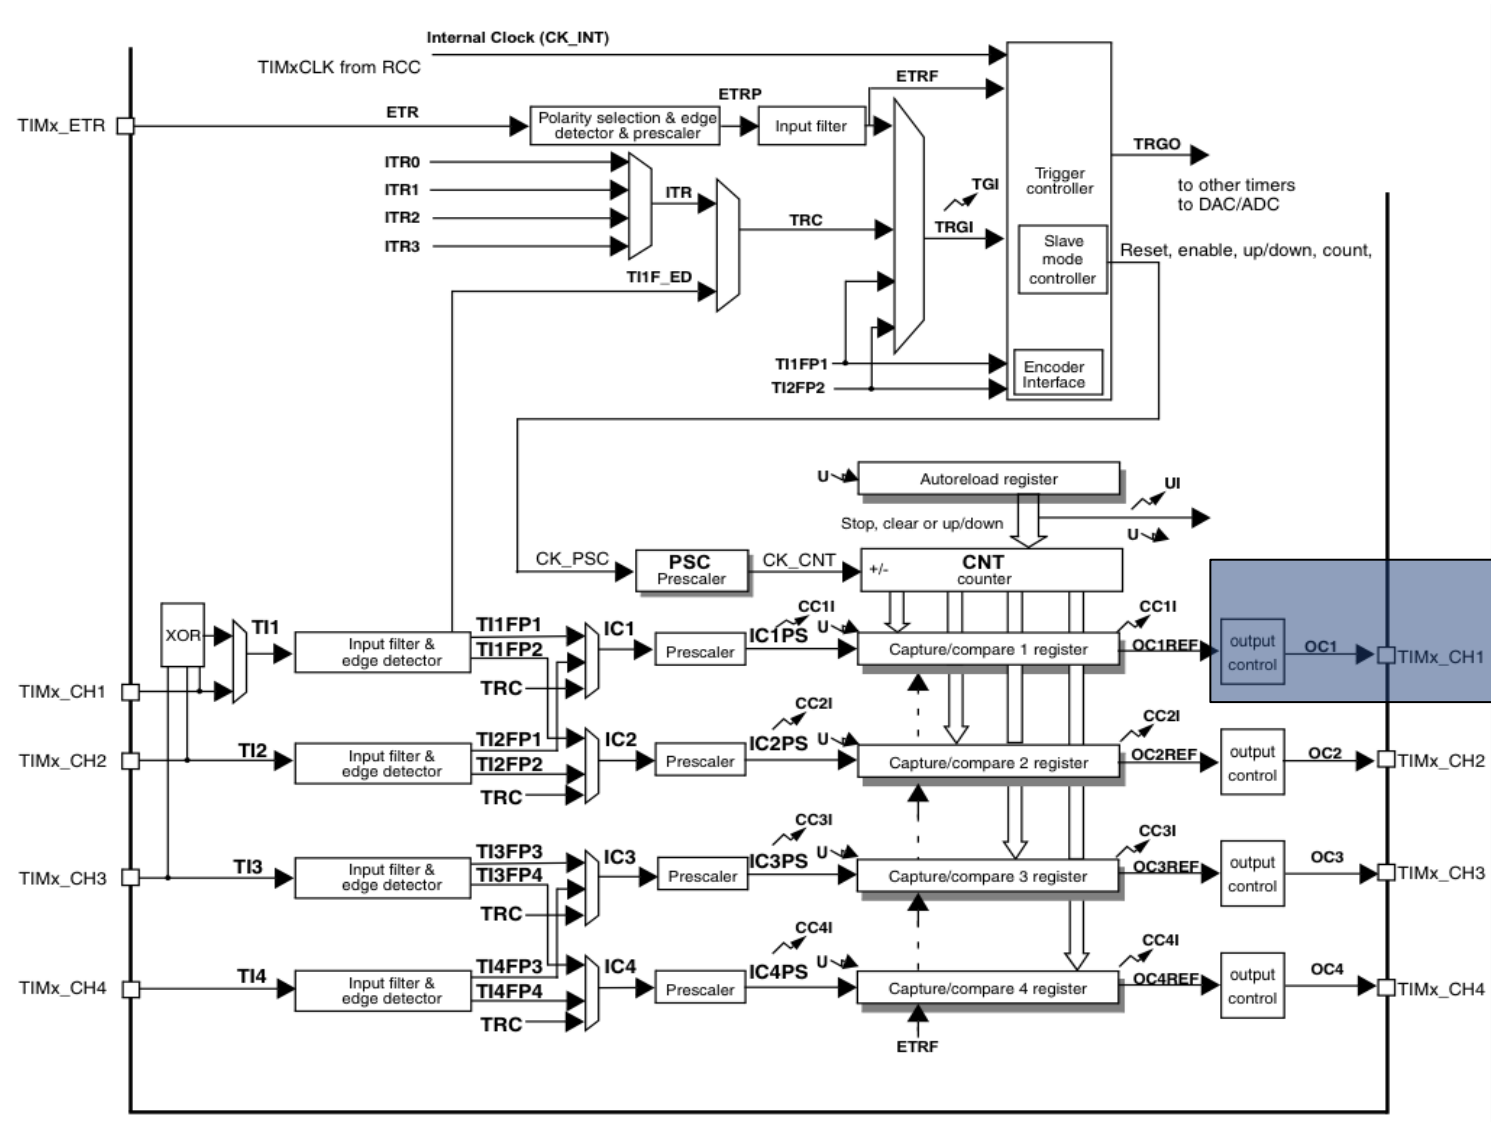 Internal Clock (CK_INT)
TIMxCLK from RCC
ETRF
ETRP
ETR
TIMx_ETR
Polarity selection & edge
detector & prescaler
Input filter
TRGO
ITR0
ITR1
ITR2
ITR3
ITR
TRC
TI1F_ED
TGI
TRGI
Trigger
controller
to other timers
to DAC/ADC
Slave
mode
controller
Reset, enable, up/down, count,
TI1FP1
TI2FP2
Encoder
Interface
U
Autoreload register
UI
Stop, clear or up/down
U
CK_PSC
PSC
Prescaler
CK_CNT
+/-
CNT
counter
XOR
TI1
TIMx_CH1
Input filter &
edge detector
TI1FP1
TI1FP2
TRC
IC1
Prescaler
CC1I
U
IC1PS
Capture/compare 1 register
CC1I
OC1REF
output
control
OC1
TIMx_CH1
TIMx_CH2
TI2
Input filter &
edge detector
TI2FP1
TI2FP2
TRC
IC2
Prescaler
CC2I
U
IC2PS
Capture/compare 2 register
CC2I
OC2REF
output
control
OC2
TIMx_CH2
TIMx_CH3
TI3
Input filter &
edge detector
TI3FP3
TI3FP4
TRC
IC3
Prescaler
CC3I
U
IC3PS
Capture/compare 3 register
CC3I
OC3REF
output
control
OC3
TIMx_CH3
TIMx_CH4
TI4
Input filter &
edge detector
TI4FP3
TI4FP4
TRC
IC4
Prescaler
CC4I
U
IC4PS
Capture/compare 4 register
CC4I
OC4REF
output
control
OC4
TIMx_CH4
ETRF